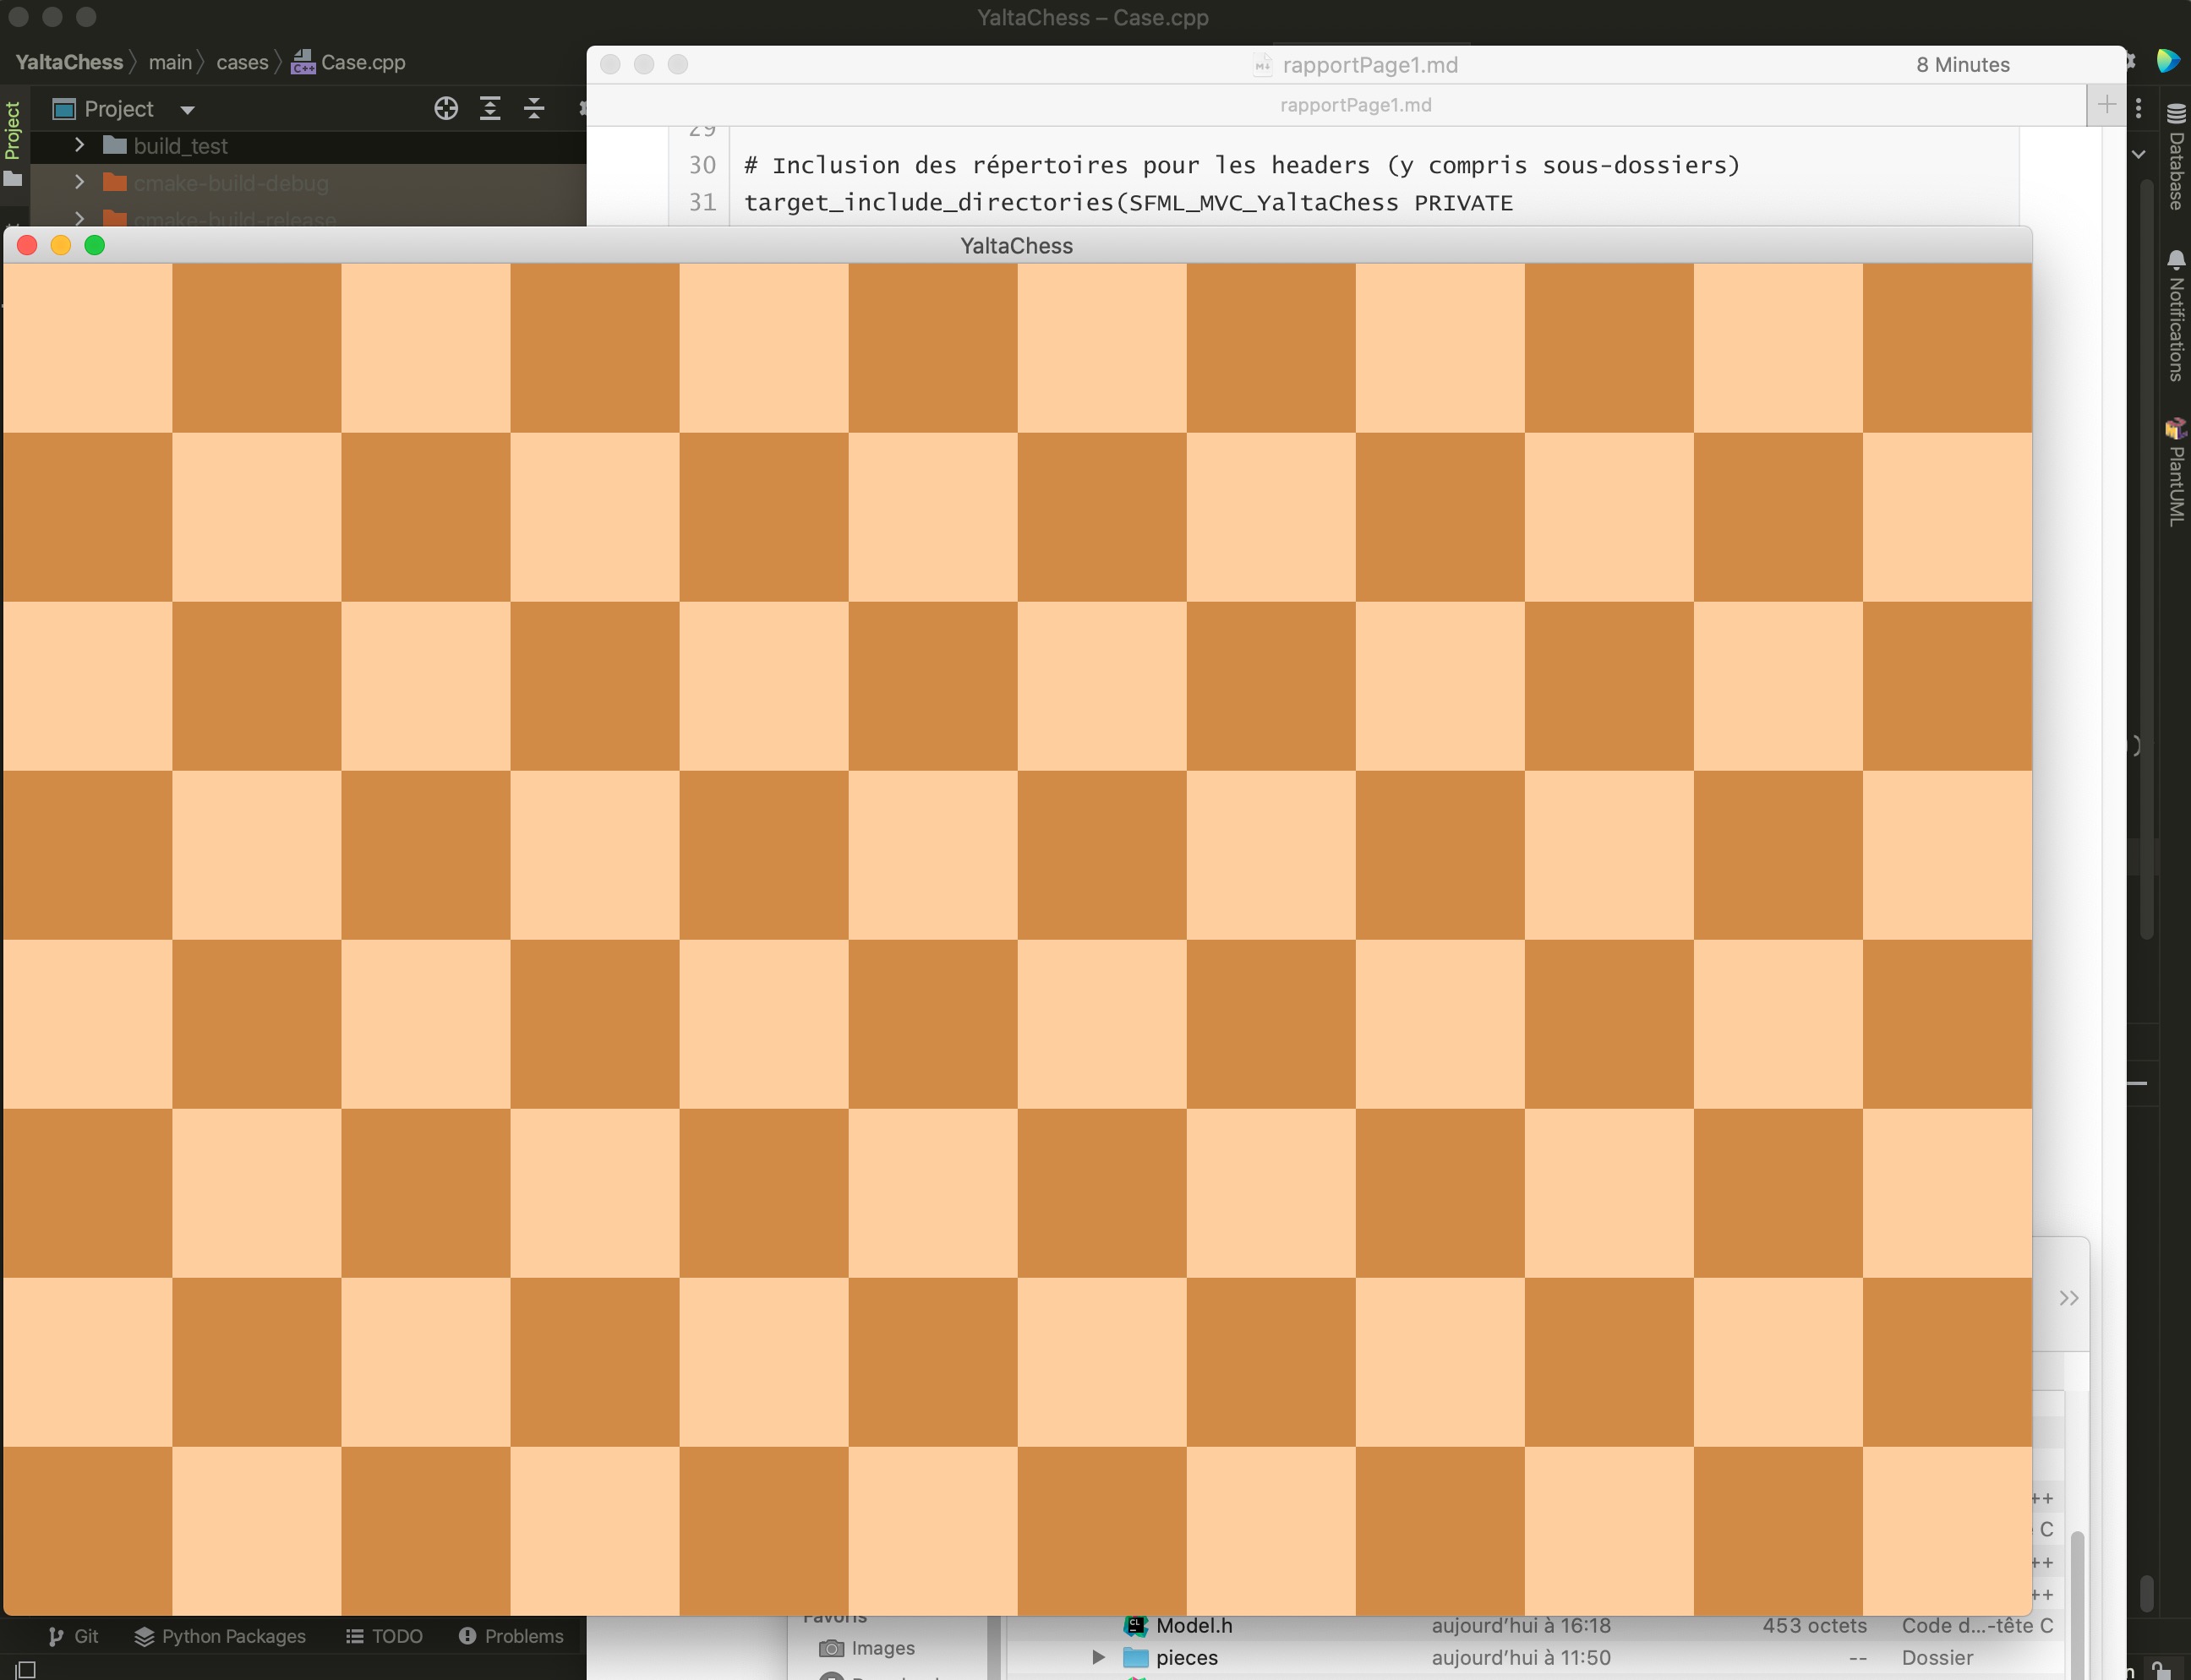 YaltaChess – Case.cpp
YaltaChess
main
cases
C++
Case.cpp
rapportPage1.md
8 Minutes
Project
Project
rapportPage1.md
build_test
29
cmake-build-debug
30 # Inclusion des répertoires pour les headers (y compris sous-dossiers)
Database
31 target_include_directories(SFML_MVC_YaltaChess PRIVATE
cmake-build-release
YaltaChess
Notifications
PlantUML
++
C
++
++
Favoris
Model.h aujourd’hui à 16:18 453 octets Code d...-tête C
Git Python Packages TODO Problems
Images
pieces aujourd’hui à 11:50 -- Dossier